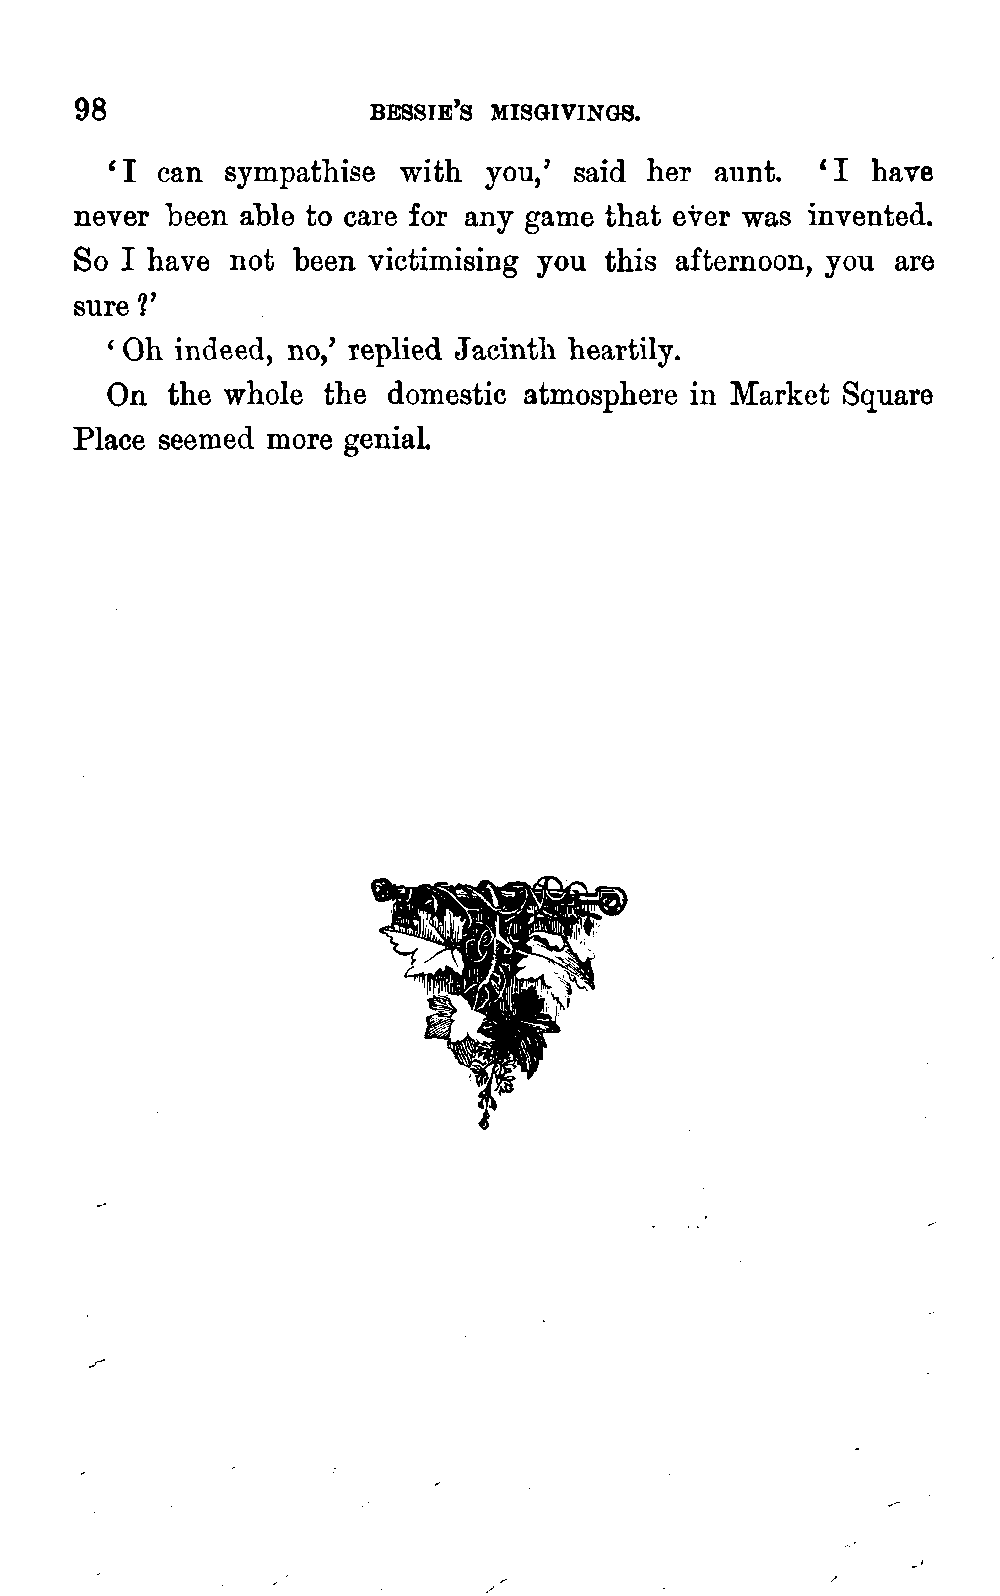 98 BESSIE'S MISGIVINGS.
‘I can sympathise with you,’ said her aunt. ‘I have
never been able to care for any game that ever was invented.
So I have not been victimising you this afternoon, you are
sure?’
‘Oh indeed, no,’ replied Jacinth heartily.
On the whole the domestic atmosphere in Market Square
Place seemed more genial.